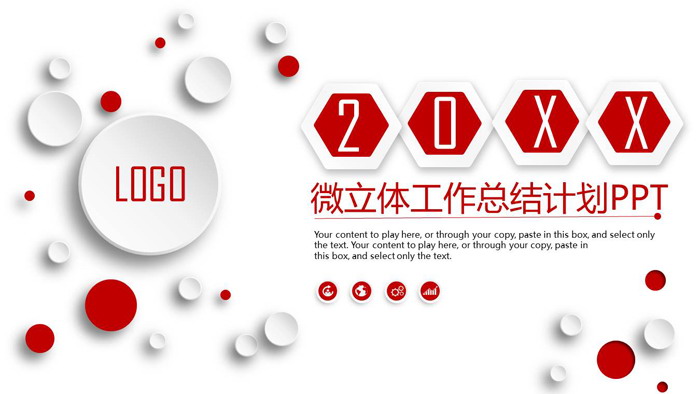 LOGO
20XX
微立体工作总结计划PPT
Your content to play here, or through your copy, paste in this box, and select only
the text. Your content to play here, or through your copy, paste in
this box, and select only the text.